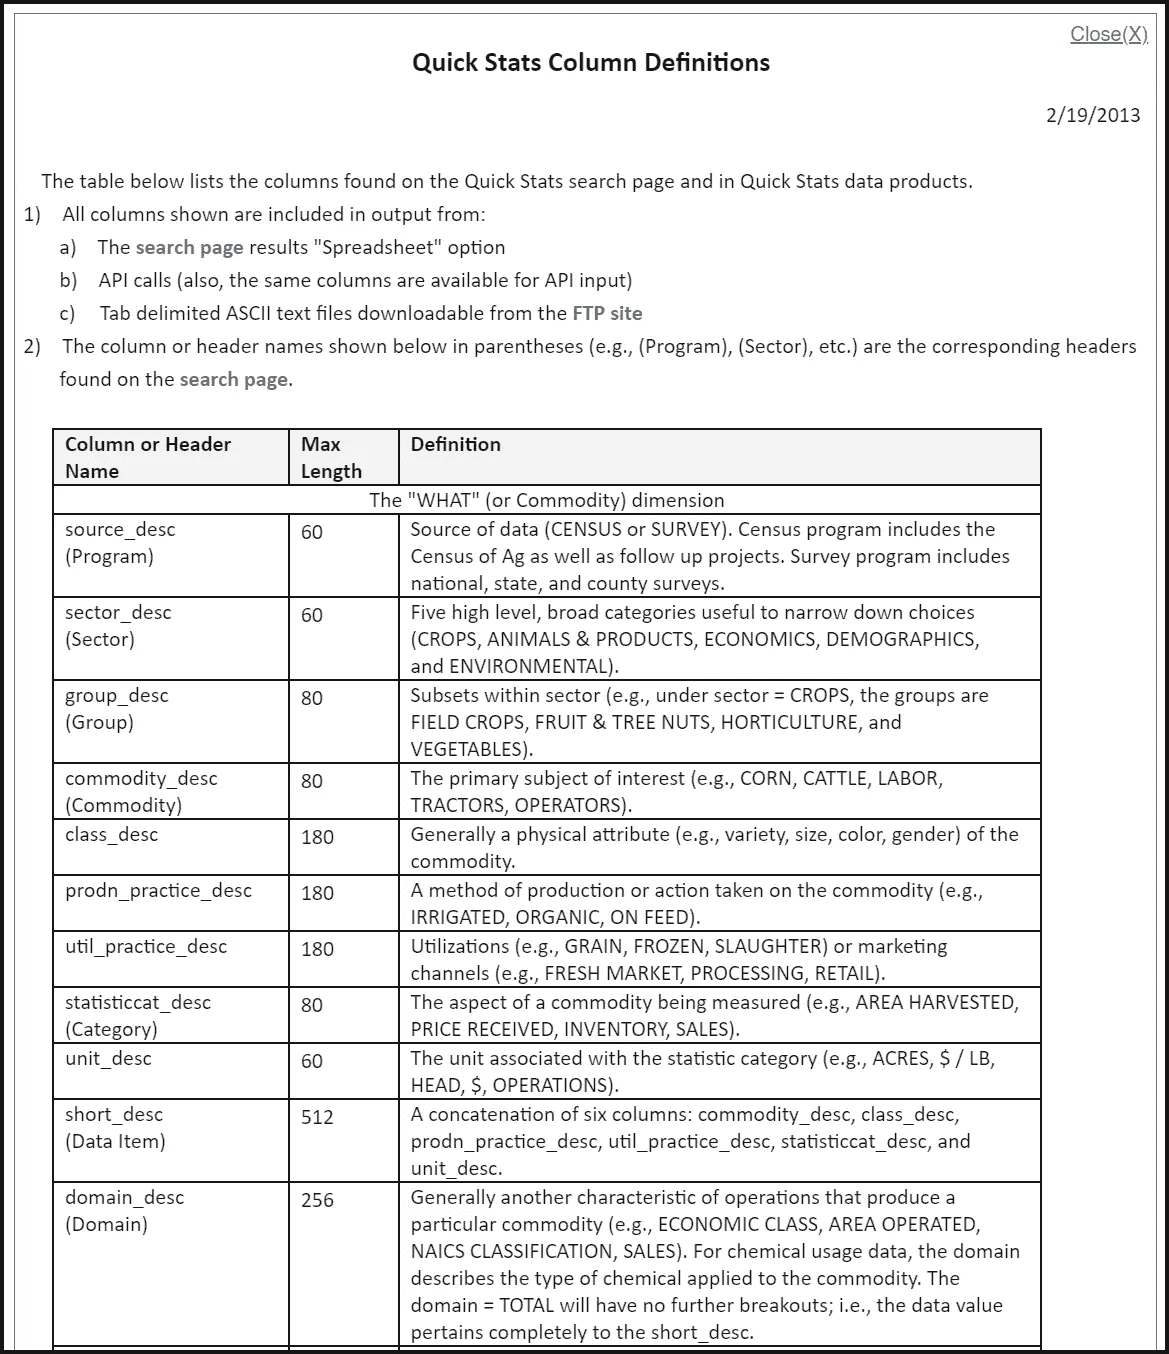 Close(X)
Quick Stats Column Definitions
2/19/2013
The table below lists the columns found on the Quick Stats search page and in Quick Stats data products.
1) All columns shown are included in output from:
a) The search page results "Spreadsheet" option
b) API calls (also, the same columns are available for API input)
c) Tab delimited ASCII text files downloadable from the FTP site
2) The column or header names shown below in parentheses (e.g., (Program), (Sector), etc.) are the corresponding headers
found on the search page.
Column or Header
Name
Max
Length
Definition
The "WHAT" (or Commodity) dimension
source_desc
(Program)
60
Source of data (CENSUS or SURVEY). Census program includes the
Census of Ag as well as follow up projects. Survey program includes
national, state, and county surveys.
sector_desc
(Sector)
60
Five high level, broad categories useful to narrow down choices
(CROPS, ANIMALS & PRODUCTS, ECONOMICS, DEMOGRAPHICS,
and ENVIRONMENTAL).
group_desc
(Group)
80
Subsets within sector (e.g., under sector = CROPS, the groups are
FIELD CROPS, FRUIT & TREE NUTS, HORTICULTURE, and
VEGETABLES).
commodity_desc
(Commodity)
80
The primary subject of interest (e.g., CORN, CATTLE, LABOR,
TRACTORS, OPERATORS).
class_desc
180
Generally a physical attribute (e.g., variety, size, color, gender) of the
commodity.
prodn_practice_desc
180
A method of production or action taken on the commodity (e.g.,
IRRIGATED, ORGANIC, ON FEED).
util_practice_desc
180
Utilizations (e.g., GRAIN, FROZEN, SLAUGHTER) or marketing
channels (e.g., FRESH MARKET, PROCESSING, RETAIL).
statisticcat_desc
(Category)
80
The aspect of a commodity being measured (e.g., AREA HARVESTED,
PRICE RECEIVED, INVENTORY, SALES).
unit_desc
60
The unit associated with the statistic category (e.g., ACRES, $ / LB,
HEAD, $, OPERATIONS).
short_desc
(Data Item)
512
A concatenation of six columns: commodity_desc, class_desc,
prodn_practice_desc, util_practice_desc, statisticcat_desc, and
unit_desc.
domain_desc
(Domain)
256
Generally another characteristic of operations that produce a
particular commodity (e.g., ECONOMIC CLASS, AREA OPERATED,
NAICS CLASSIFICATION, SALES). For chemical usage data, the domain
describes the type of chemical applied to the commodity. The
domain = TOTAL will have no further breakouts; i.e., the data value
pertains completely to the short_desc.